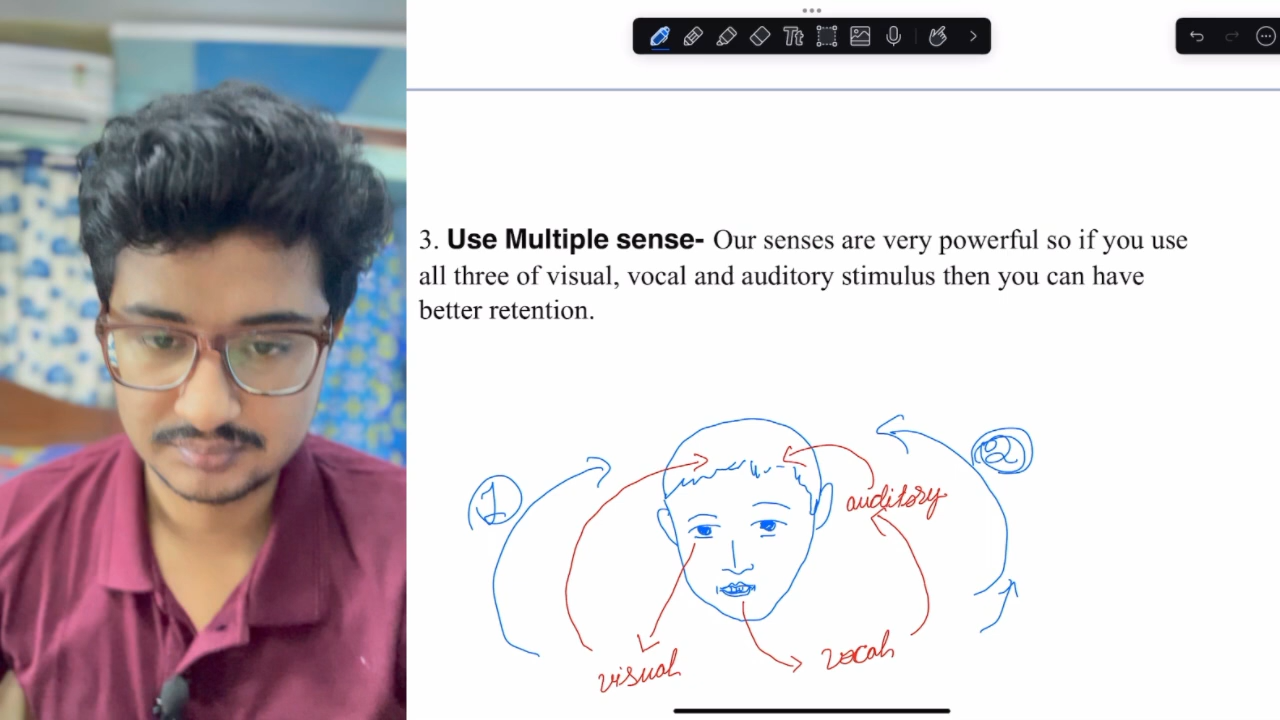 Tt
3. Use Multiple sense- Our senses are very powerful so if you use
all three of visual, vocal and auditory stimulus then you can have
better retention.
1
2
auditory
visual
vocal